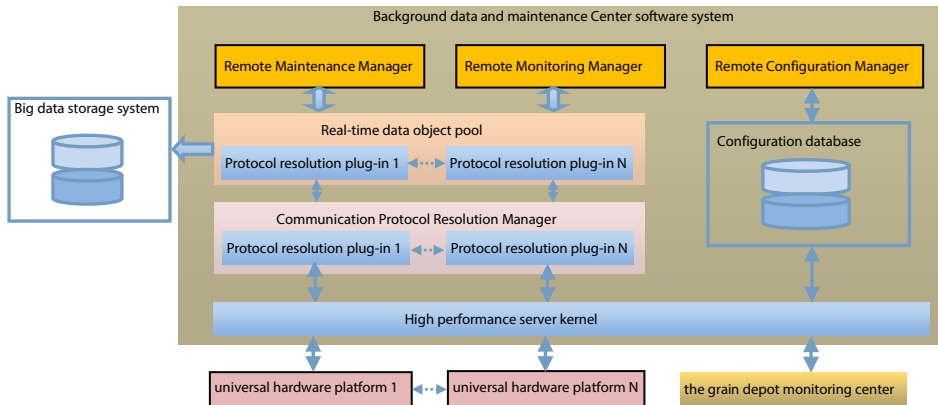 Background data and maintenance Center software system
Remote Maintenance Manager
Remote Monitoring Manager
Remote Configuration Manager
Big data storage system
Real-time data object pool
Configuration database
Protocol resolution plug-in 1
Protocol resolution plug-in N
Communication Protocol Resolution Manager
Protocol resolution plug-in 1
Protocol resolution plug-in N
High performance server kernel
universal hardware platform 1
universal hardware platform N
the grain depot monitoring center